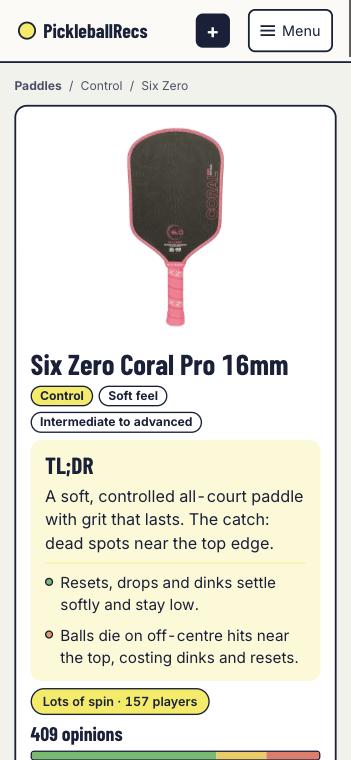 PickleballRecs
+
Menu
Paddles / Control / Six Zero
CORAL
Six Zero Coral Pro 16mm
Control
Soft feel
Intermediate to advanced
TL;DR
A soft, controlled all-court paddle
with grit that lasts. The catch:
dead spots near the top edge.
Resets, drops and dinks settle
softly and stay low.
Balls die on off-centre hits near
the top, costing dinks and resets.
Lots of spin · 157 players
409 opinions